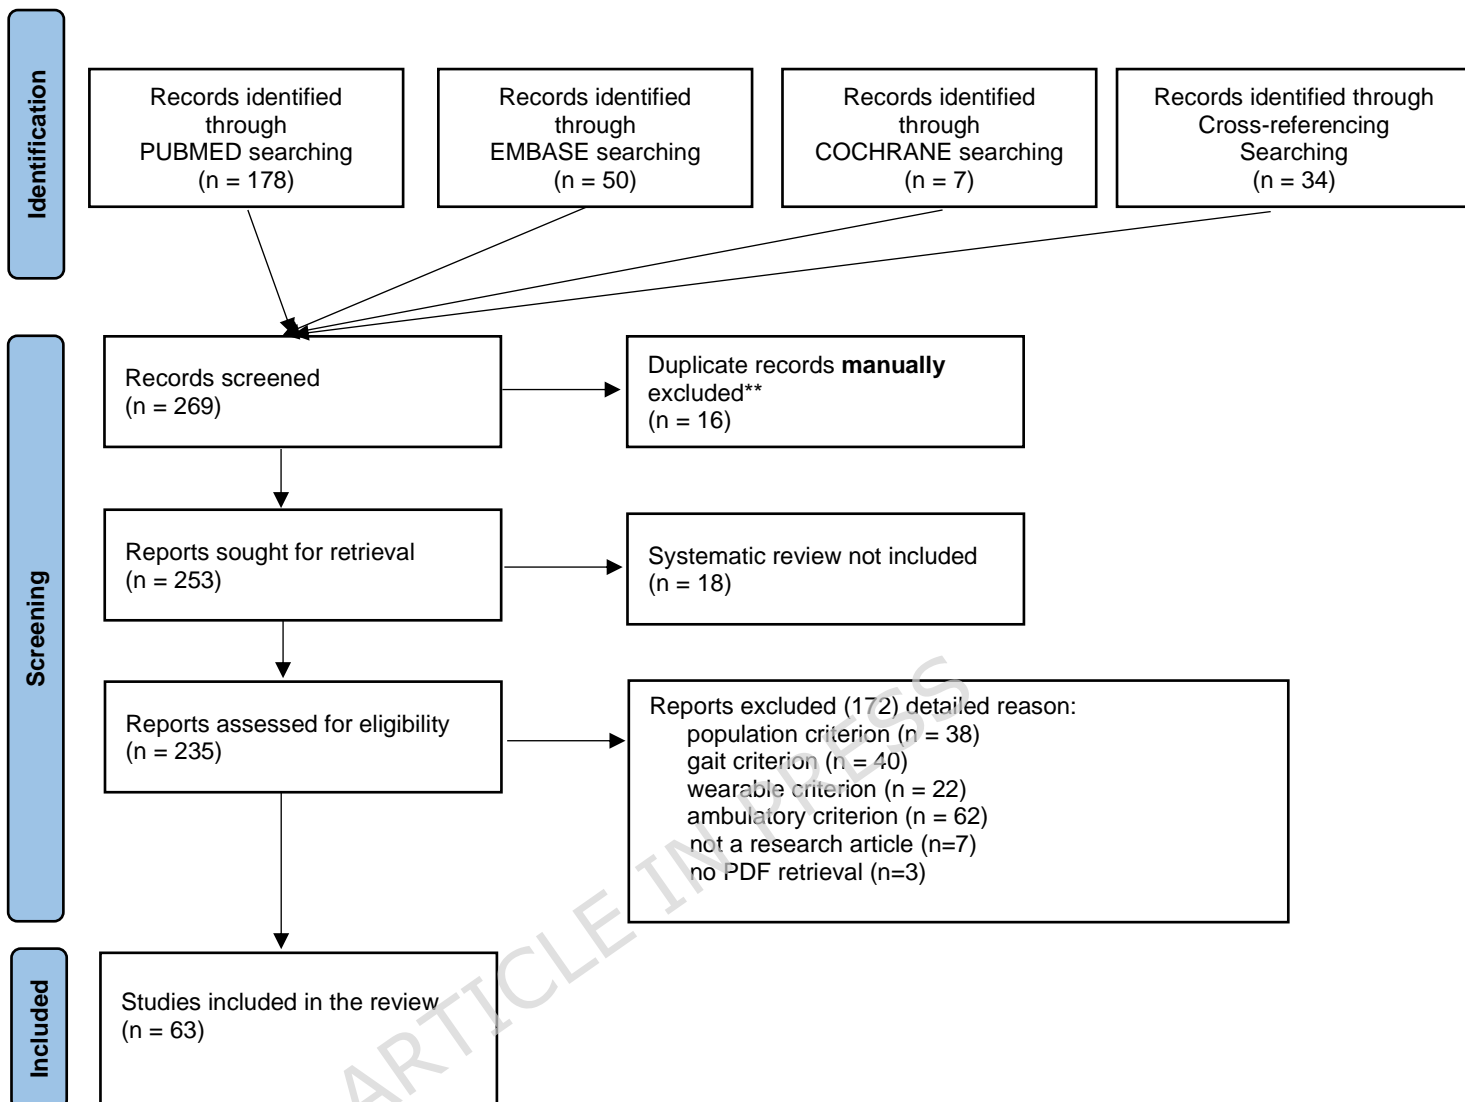 Identification
Records identified
through
PUBMED searching
(n = 178)
Records identified
through
EMBASE searching
(n = 50)
Records identified
through
COCHRANE searching
(n = 7)
Records identified through
Cross-referencing
Searching
(n = 34)
Screening
Records screened
(n = 269)
Duplicate records manually
excluded**
(n = 16)
Reports sought for retrieval
(n = 253)
Systematic review not included
(n = 18)
Reports assessed for eligibility
(n = 235)
Reports excluded (172) detailed reason:
population criterion (n = 38)
gait criterion (n = 40)
wearable criterion (n = 22)
ambulatory criterion (n = 62)
not a research article (n=7)
no PDF retrieval (n=3)
Included
Studies included in the review
(n = 63)
ARTICLE IN PRESS